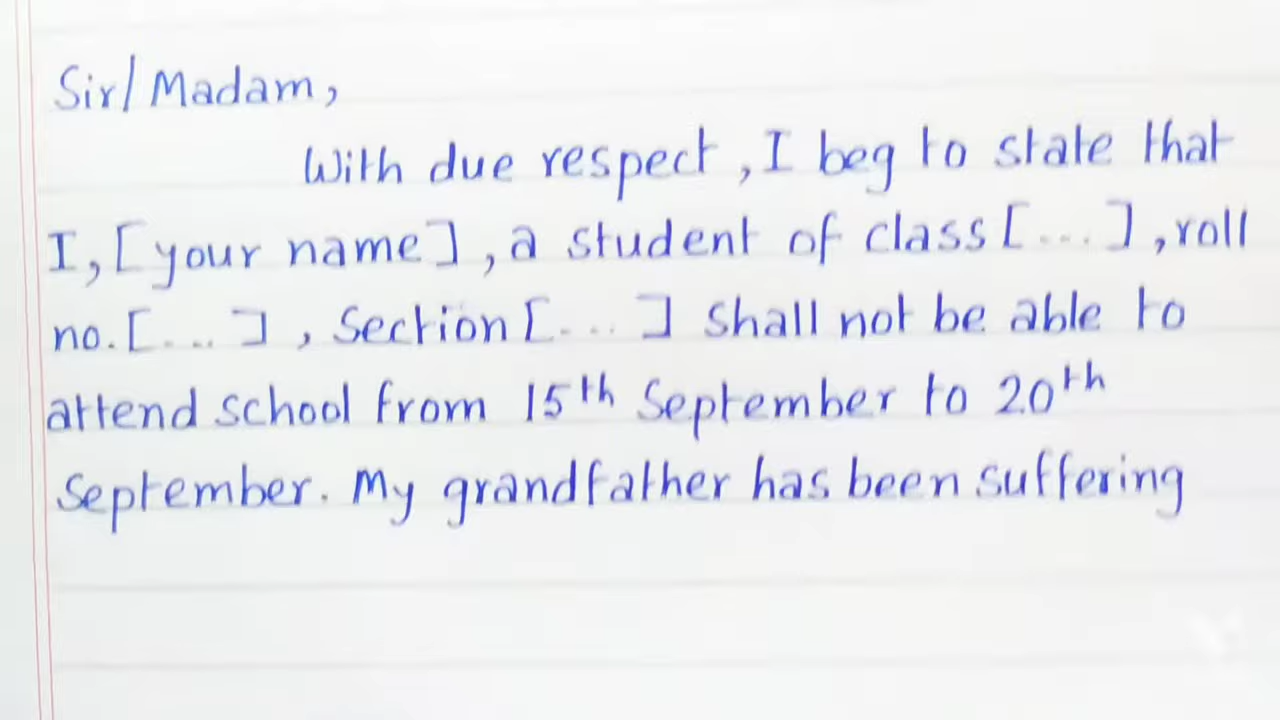 Sir/Madam,
With due respect, I beg to state that
I, [your name], a student of class [...], roll
no. [....], Section [....] shall not be able to
attend school from 15th September to 20th
September. My grandfather has been suffering